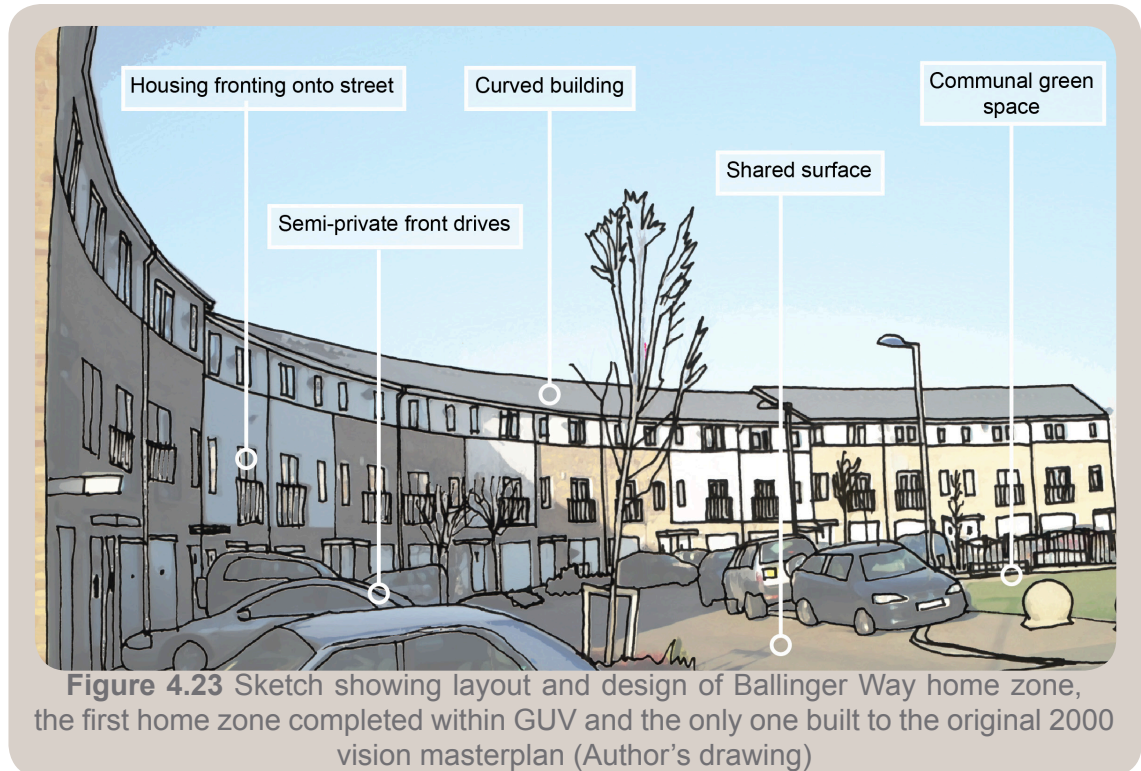 Housing fronting onto street
Curved building
Communal green
space
Shared surface
Semi-private front drives
Figure 4.23 Sketch showing layout and design of Ballinger Way home zone,
the first home zone completed within GUV and the only one built to the original 2000
vision masterplan (Author’s drawing)